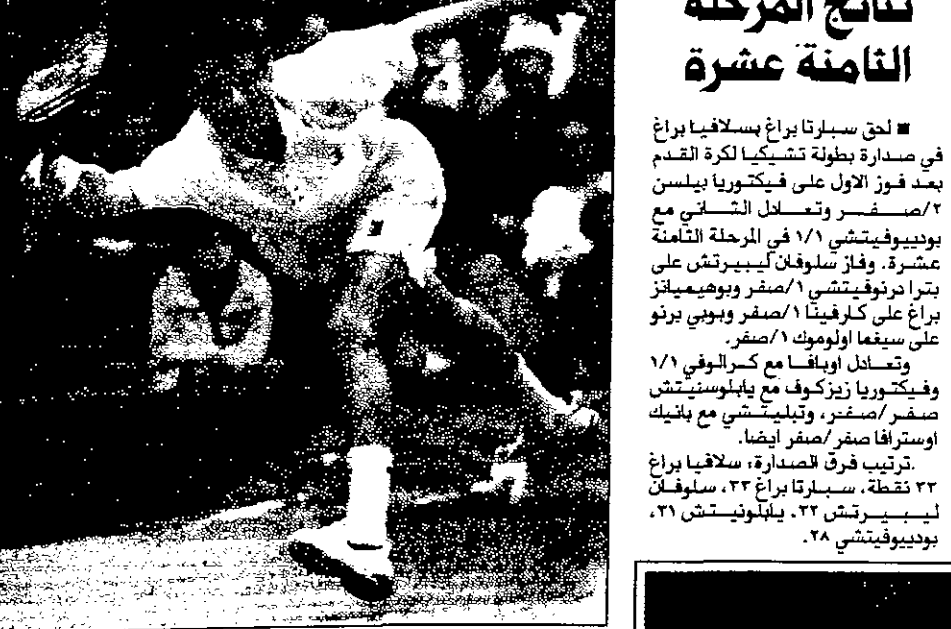 نتائج المرحلة
الثامنة عشرة
■ لحق سبارتا براغ بسلافيا براغ
في صدارة بطولة تشيكيا لكرة القدم
بعد فوز الاول على فيكتوريا بيلسن
٢/صفر وتعادل الثاني مع
بودييوفيتشي ١/١ في المرحلة الثامنة
عشرة. وفاز سلوفان ليبيرتش على
بترا درنوفيتشي ١/صفر وبوهيميانز
براغ على كارفينا ١/صفر وبوبي برنو
على سيغما اولوموك ١/صفر.
وتعادل اوبافا مع كرالوفي ١/١
وفيكتوريا زيزكوف مع يابلوسنيتش
صفر/صفر، وتبليتشي مع بانيك
اوسترافا صفر/صفر ايضا.
.ترتيب فرق الصدارة: سلافيا براغ
٣٣ نقطة، سبارتا براغ ٣٣، سلوفان
ليبيرتش ٣٢، يابلونيتش ٣١،
بودييوفيتشي ٢٨.